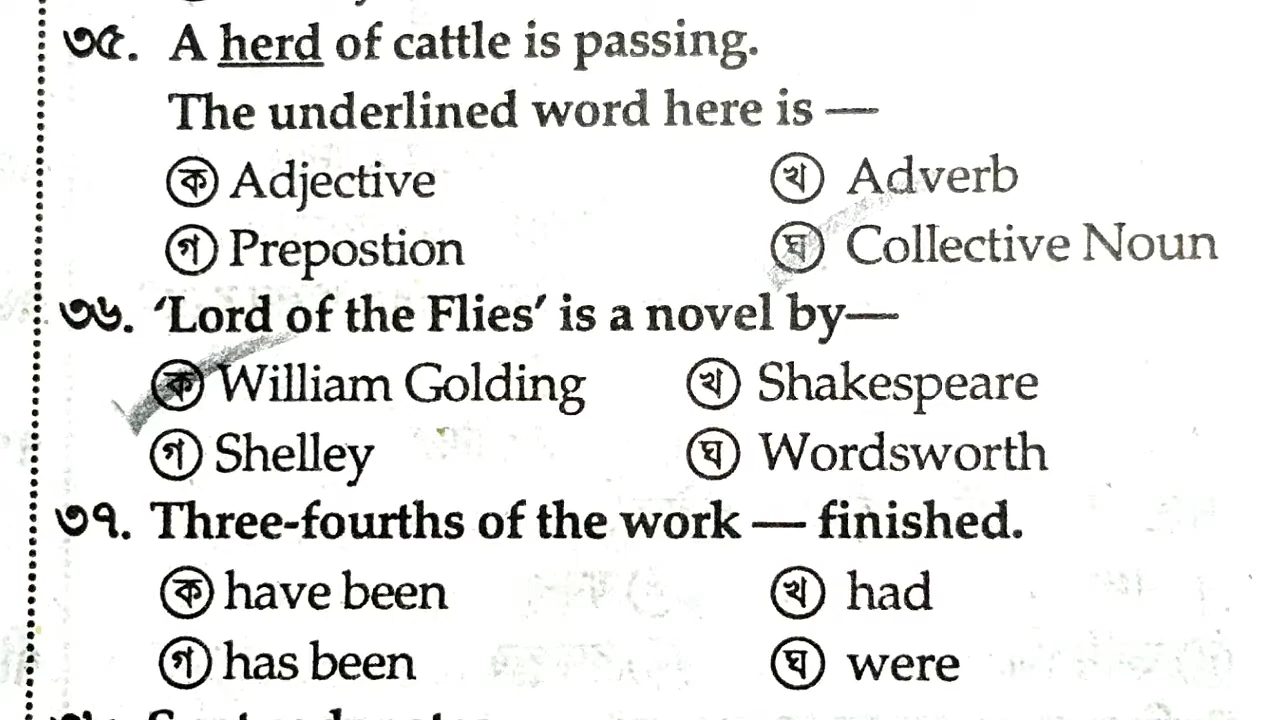 ৩৫. A herd of cattle is passing.
The underlined word here is —
ক Adjective খ Adverb
গ Prepostion ঘ Collective Noun
৩৬. ‘Lord of the Flies’ is a novel by—
ক William Golding খ Shakespeare
গ Shelley ঘ Wordsworth
৩৭. Three-fourths of the work — finished.
ক have been খ had
গ has been ঘ were